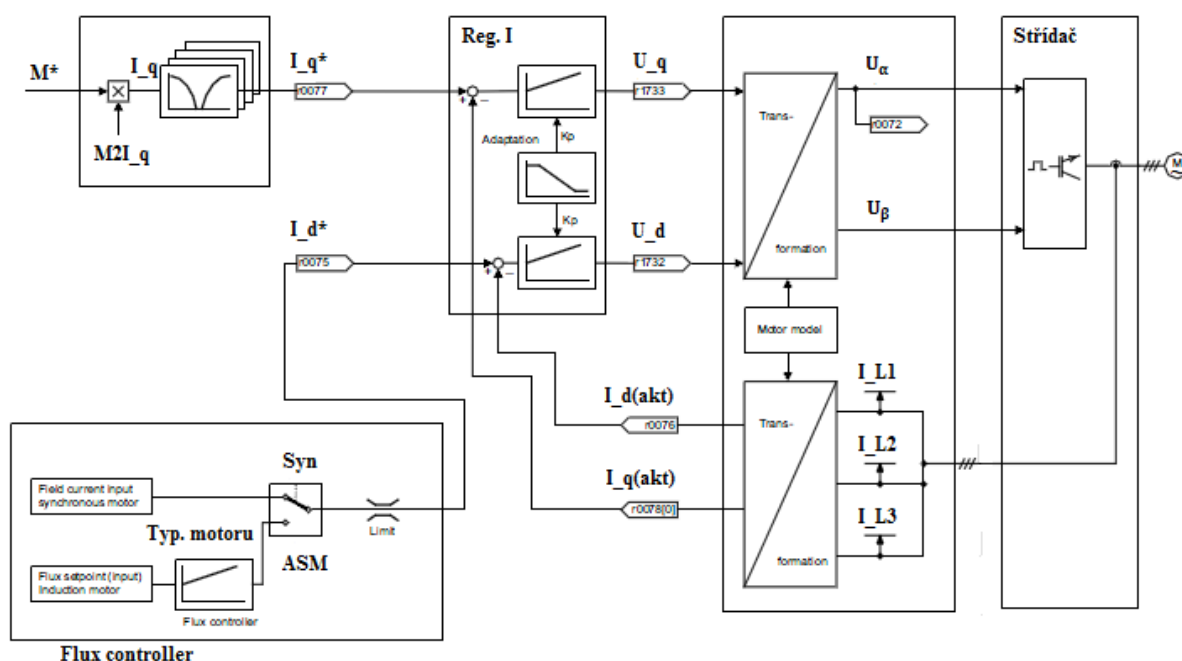 M*
I_q
M2I_q
I_q*
r0077
I_d*
r0075
Reg. I
Adaptation
Kp
Kp
+
–
+
–
U_q
r1733
U_d
r1732
U_α
r0072
U_β
Trans-
formation
Motor model
Trans-
formation
I_d(akt)
r0076
I_q(akt)
r0078[0]
I_L1
I_L2
I_L3
Střídač
M
~
Field current input
synchronous motor
Syn
Typ. motoru
ASM
Limit
Flux setpoint (input)
Induction motor
Flux controller
Flux controller